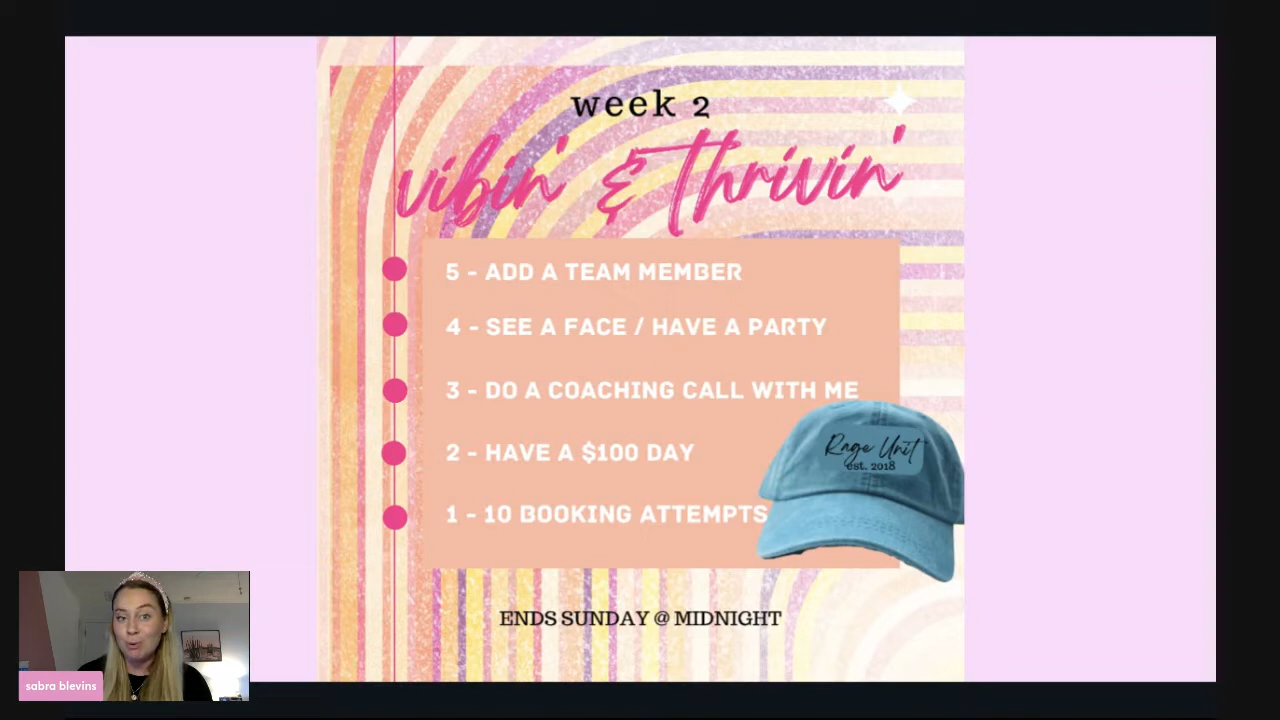 week 2
vibin' & thrivin'
5 - ADD A TEAM MEMBER
4 - SEE A FACE / HAVE A PARTY
3 - DO A COACHING CALL WITH ME
2 - HAVE A $100 DAY
1 - 10 BOOKING ATTEMPTS
Rage Unit
est. 2018
ENDS SUNDAY @ MIDNIGHT
sabra blevins